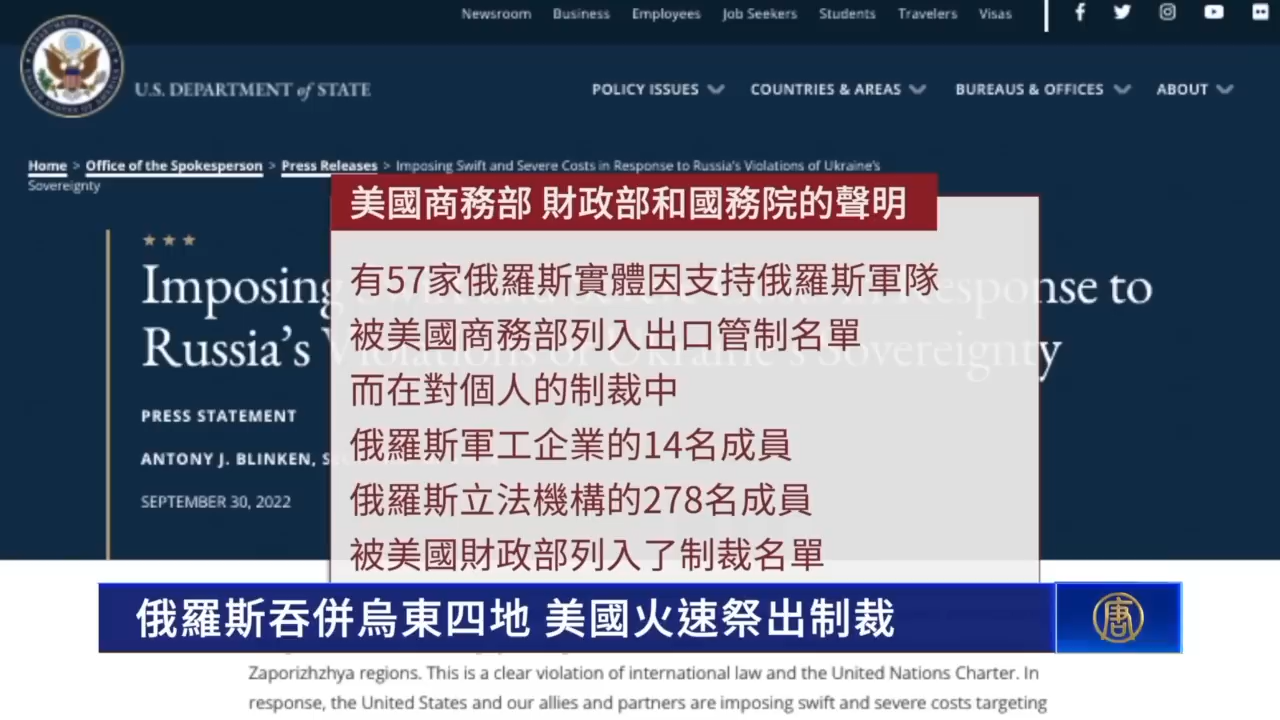 Newsroom Business Employees Job Seekers Students Travelers Visas
U.S. DEPARTMENT of STATE
POLICY ISSUES COUNTRIES & AREAS BUREAUS & OFFICES ABOUT
Home > Office of the Spokesperson > Press Releases > Imposing Swift and Severe Costs in Response to Russia's Violations of Ukraine's
Sovereignty
美國商務部 財政部和國務院的聲明
Imposing Swift and Severe Costs in Response to
Russia's Violations of Ukraine's Sovereignty
有57家俄羅斯實體因支持俄羅斯軍隊
被美國商務部列入出口管制名單
而在對個人的制裁中
俄羅斯軍工企業的14名成員
俄羅斯立法機構的278名成員
被美國財政部列入了制裁名單
PRESS STATEMENT
ANTONY J. BLINKEN, S
SEPTEMBER 30, 2022
俄羅斯吞併烏東四地 美國火速祭出制裁
唐
Zaporizhzhya regions. This is a clear violation of international law and the United Nations Charter. In
response, the United States and our allies and partners are imposing swift and severe costs targeting